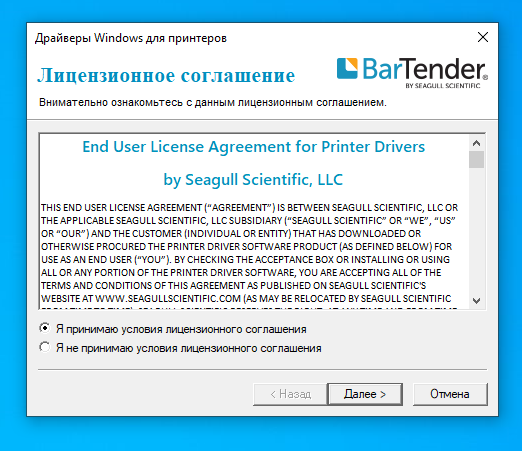 Драйверы Windows для принтеров
Лицензионное соглашение
BarTender®
BY SEAGULL SCIENTIFIC
Внимательно ознакомьтесь с данным лицензионным соглашением.
End User License Agreement for Printer Drivers
by Seagull Scientific, LLC
THIS END USER LICENSE AGREEMENT (“AGREEMENT”) IS BETWEEN SEAGULL SCIENTIFIC, LLC OR
THE APPLICABLE SEAGULL SCIENTIFIC, LLC SUBSIDIARY (“SEAGULL SCIENTIFIC” OR “WE”, “US”
OR “OUR”) AND THE CUSTOMER (INDIVIDUAL OR ENTITY) THAT HAS DOWNLOADED OR
OTHERWISE PROCURED THE PRINTER DRIVER SOFTWARE PRODUCT (AS DEFINED BELOW) FOR
USE AS AN END USER (“YOU”). BY CHECKING THE ACCEPTANCE BOX OR INSTALLING OR USING
ALL OR ANY PORTION OF THE PRINTER DRIVER SOFTWARE, YOU ARE ACCEPTING ALL OF THE
TERMS AND CONDITIONS OF THIS AGREEMENT AS PUBLISHED ON SEAGULL SCIENTIFIC'S
WEBSITE AT WWW.SEAGULLSCIENTIFIC.COM (AS MAY BE RELOCATED BY SEAGULL SCIENTIFIC
Я принимаю условия лицензионного соглашения
Я не принимаю условия лицензионного соглашения
< Назад
Далее >
Отмена